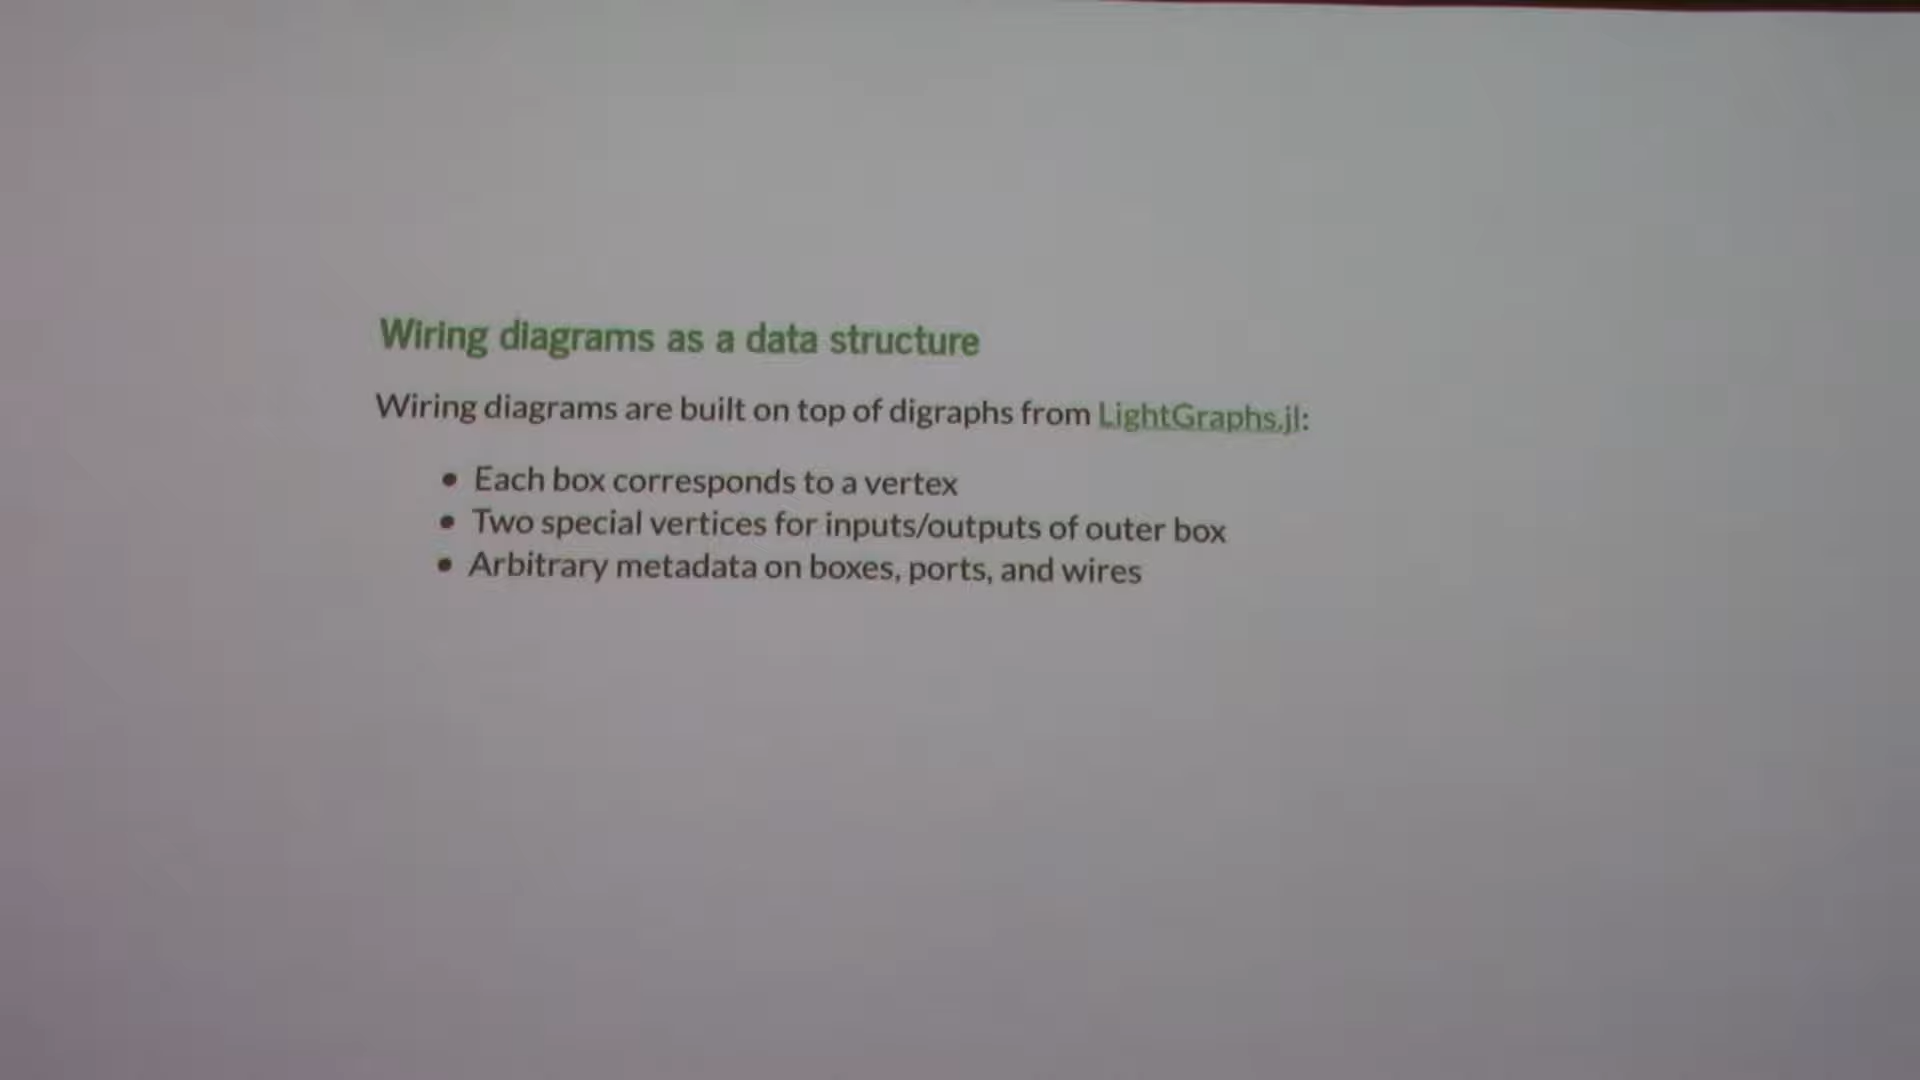 Wiring diagrams as a data structure
Wiring diagrams are built on top of digraphs from LightGraphs.jl:
• Each box corresponds to a vertex
• Two special vertices for inputs/outputs of outer box
• Arbitrary metadata on boxes, ports, and wires